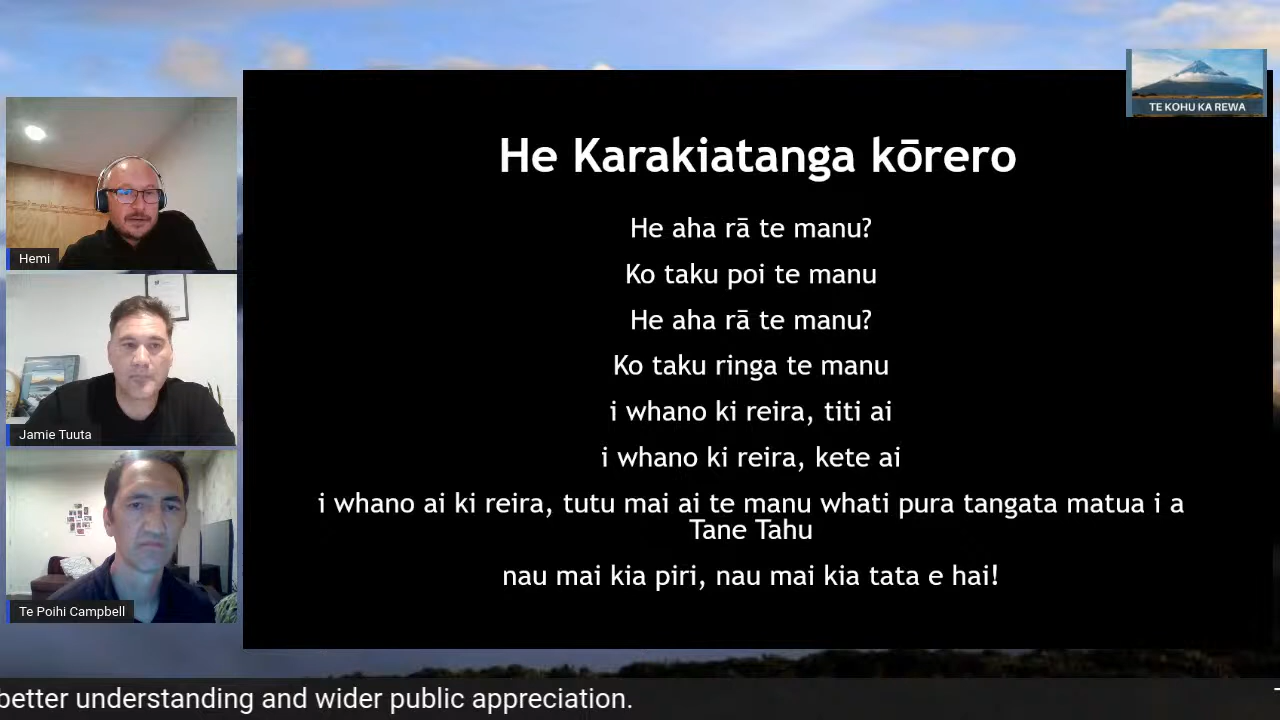 TE KOHU KA REWA
He Karakiatanga kōrero
He aha rā te manu?
Ko taku poi te manu
He aha rā te manu?
Ko taku ringa te manu
i whano ki reira, titi ai
i whano ki reira, kete ai
i whano ai ki reira, tutu mai ai te manu whati pura tangata matua i a
Tane Tahu
nau mai kia piri, nau mai kia tata e hai!
Hemi
Jamie Tuuta
Te Poihi Campbell
better understanding and wider public appreciation.